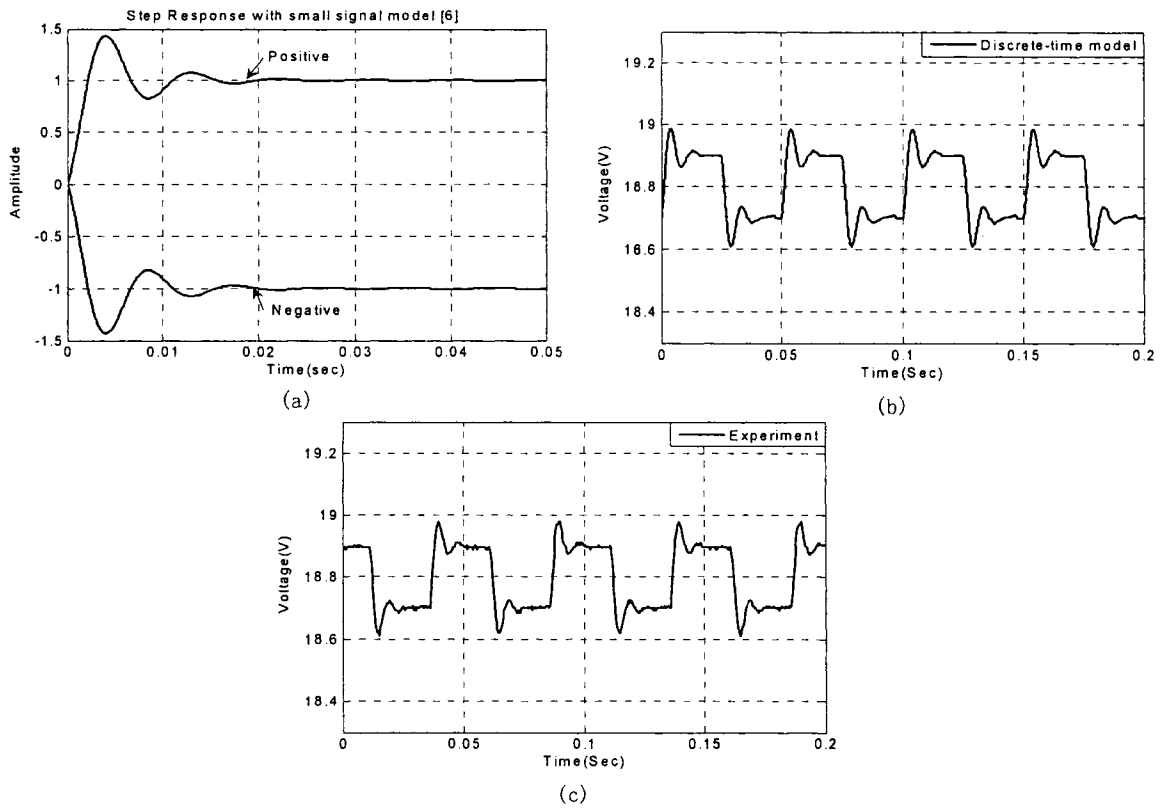 Step Response with small signal model [6]
1.5
1
0.5
0
-0.5
-1
-1.5
Amplitude
Positive
Negative
0 0.01 0.02 0.03 0.04 0.05
Time(sec)
(a)
Discrete-time model
19.2
19
18.8
16.6
18.4
Voltage(V)
0 0.05 0.1 0.15 0.2
Time(Sec)
(b)
Experiment
19.2
19
18.8
18.6
18.4
Voltage(V)
0 0.05 0.1 0.15 0.2
Time(Sec)
(c)